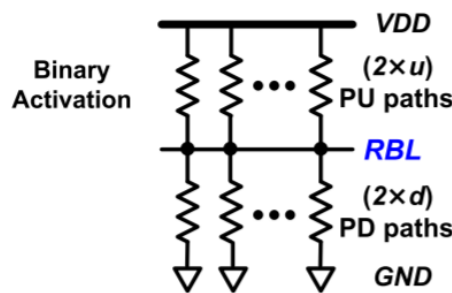 VDD
Binary
Activation
(2×u)
PU paths
RBL
(2×d)
PD paths
GND